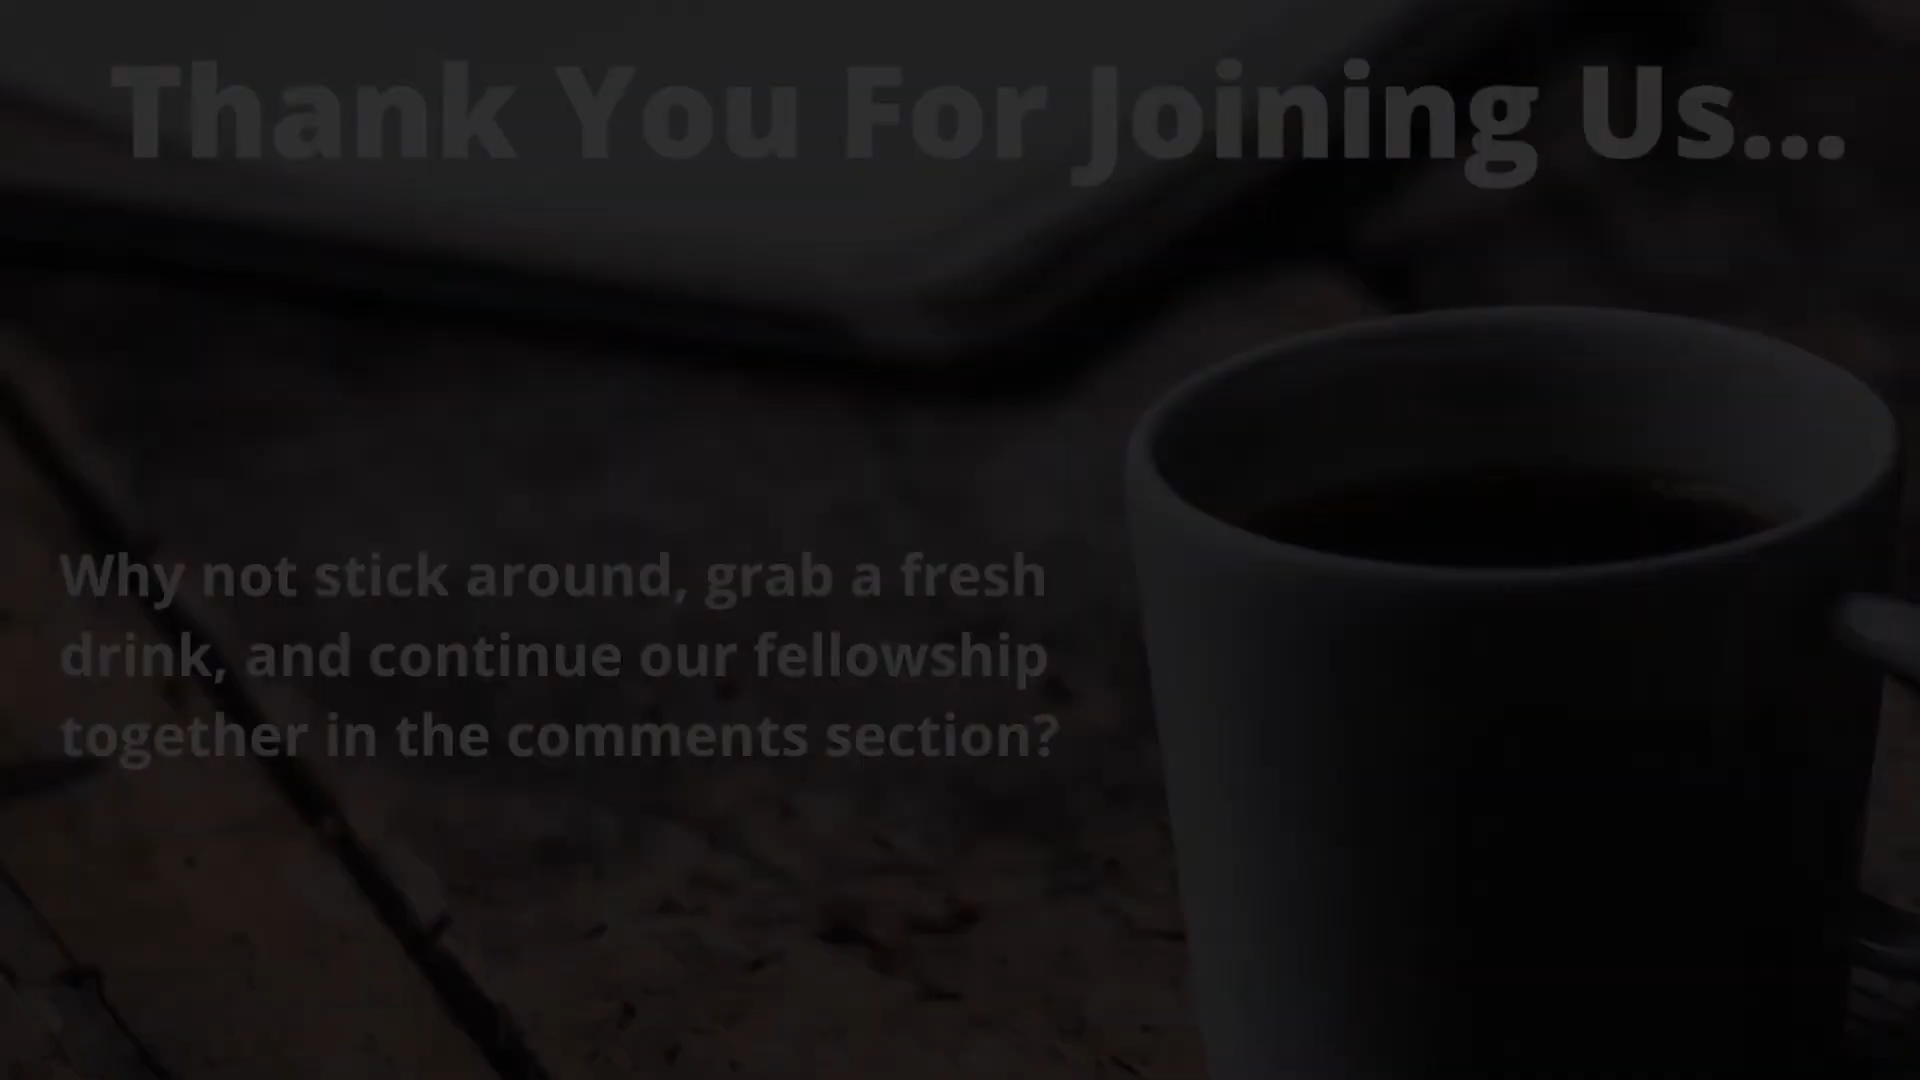 Thank You For Joining Us...
Why not stick around, grab a fresh
drink, and continue our fellowship
together in the comments section?